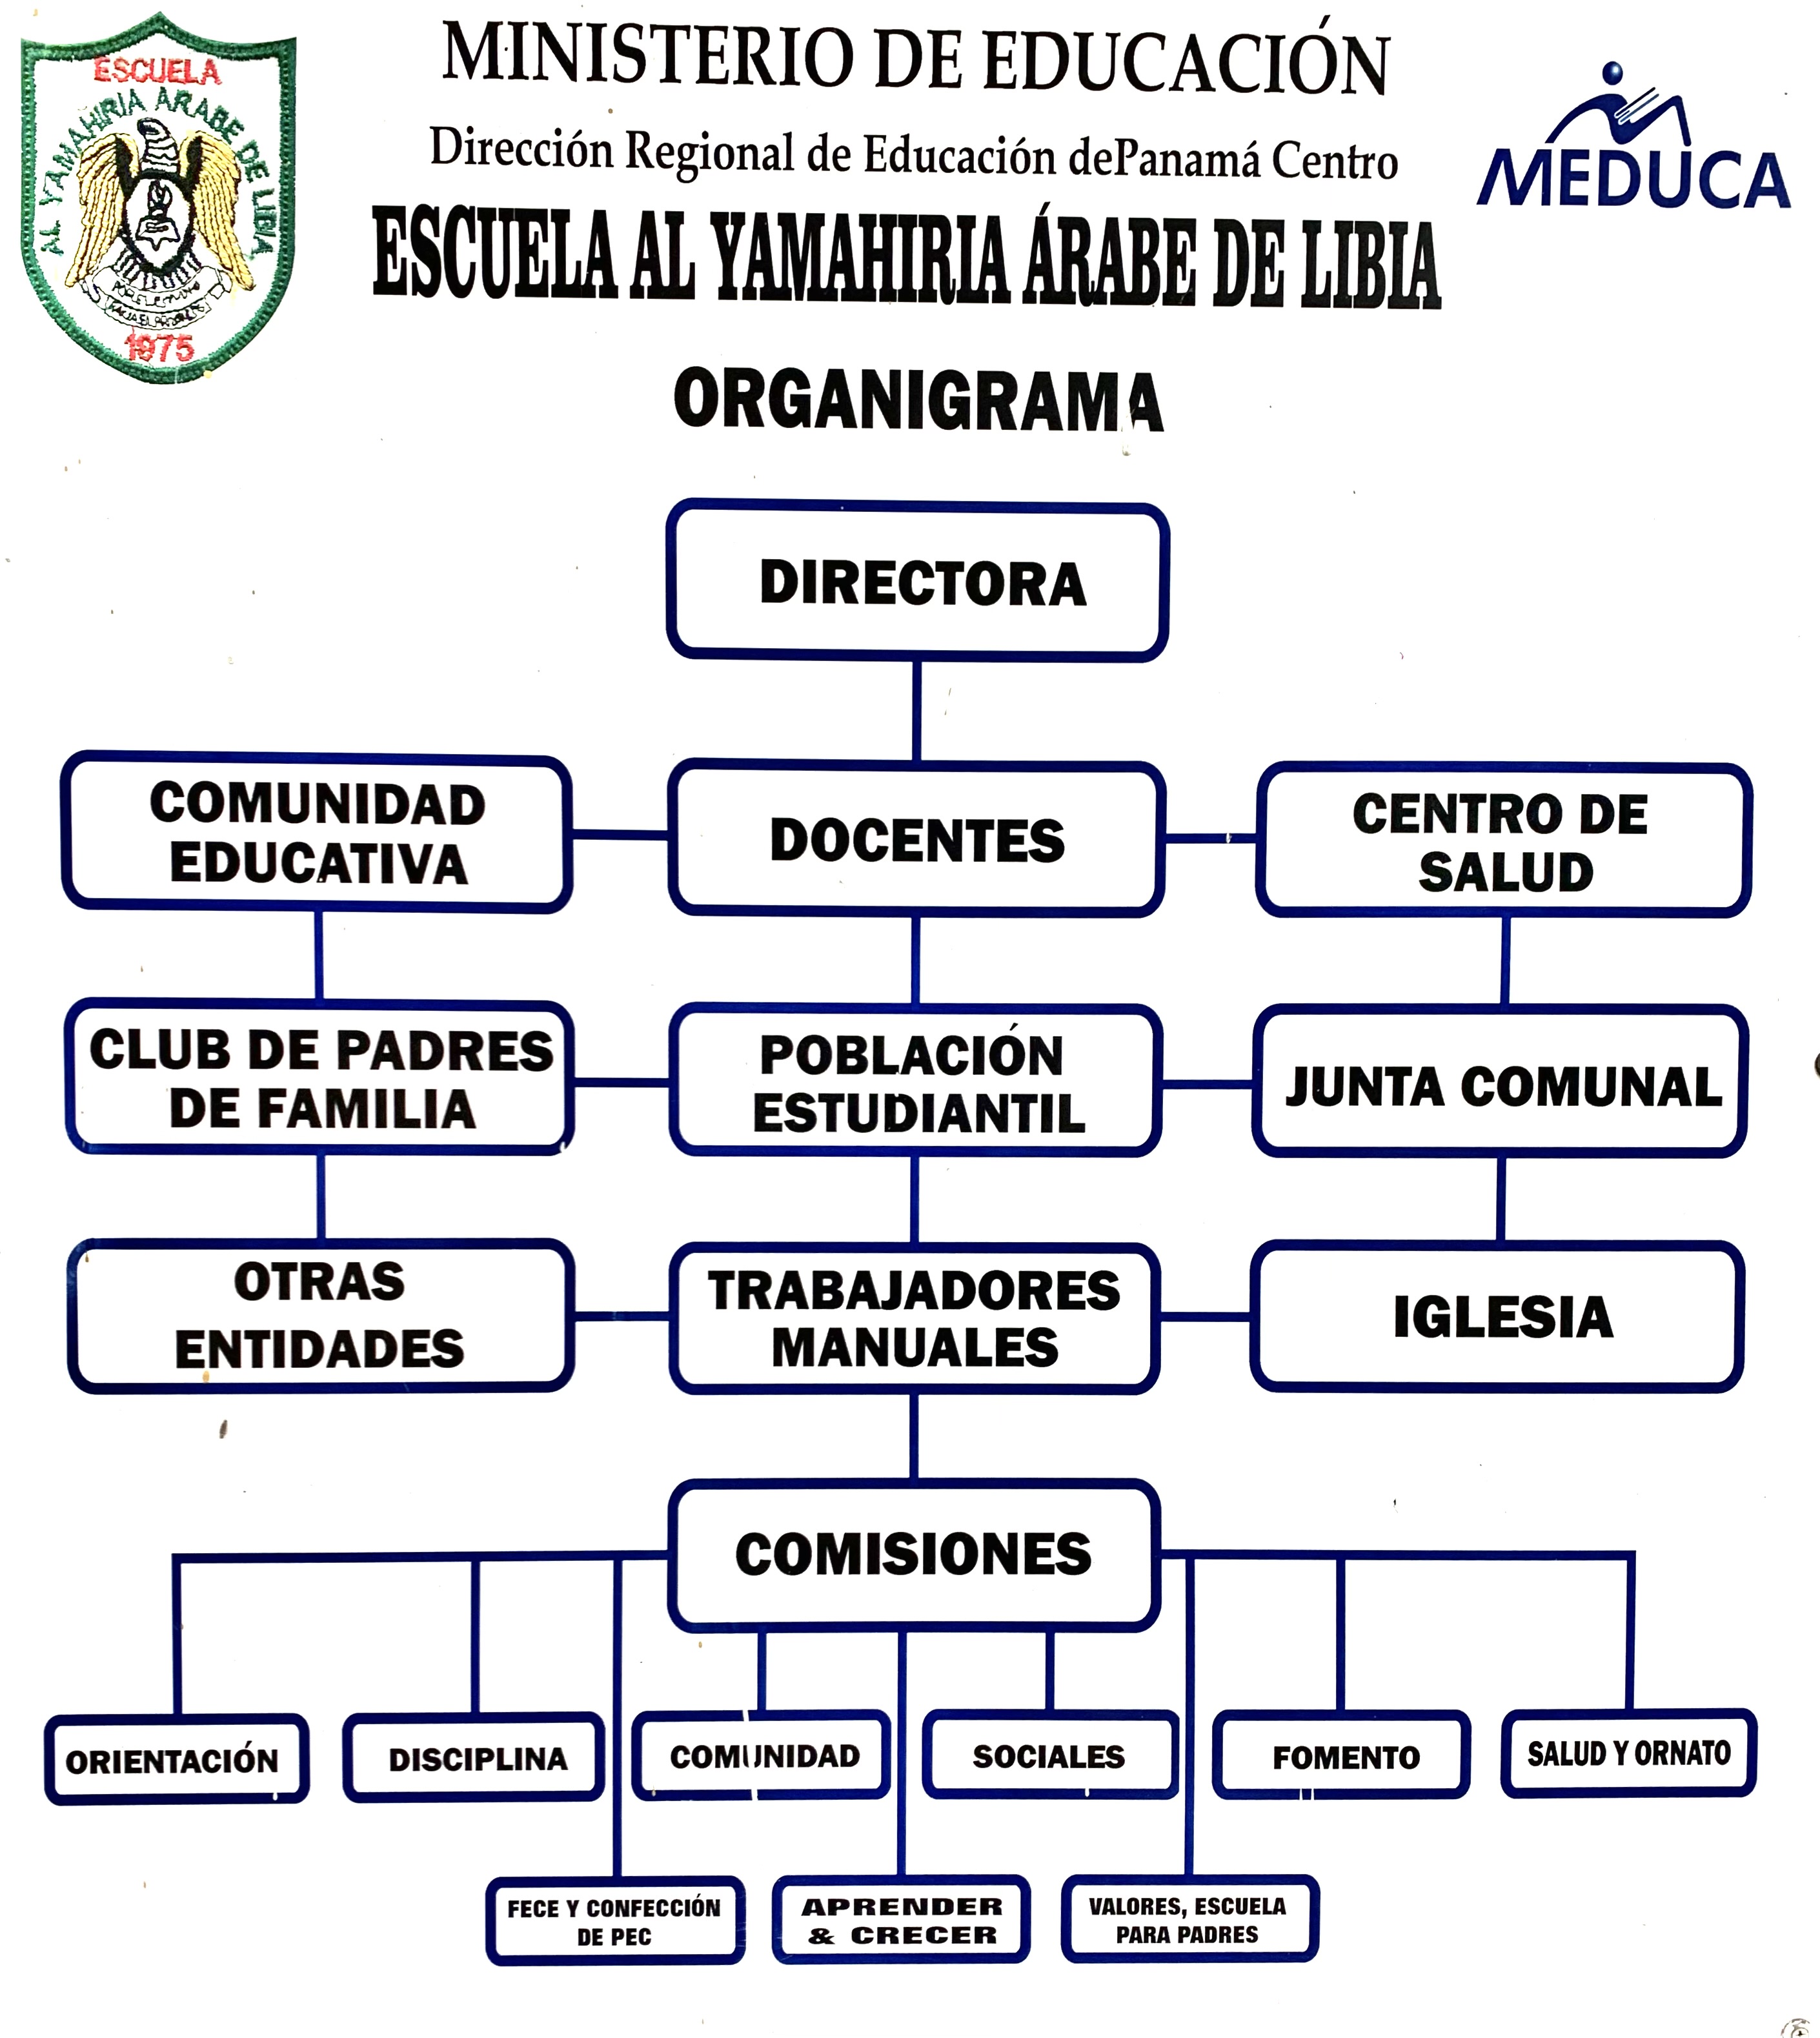 ESCUELA
AL YAMAHIRIA ARABE DE LIBIA
1975
MINISTERIO DE EDUCACIÓN
Dirección Regional de Educación dePanamá Centro
ESCUELA AL YAMAHIRIA ÁRABE DE LIBIA
MEDUCA
ORGANIGRAMA
DIRECTORA
COMUNIDAD
EDUCATIVA
DOCENTES
CENTRO DE
SALUD
CLUB DE PADRES
DE FAMILIA
POBLACIÓN
ESTUDIANTIL
JUNTA COMUNAL
OTRAS
ENTIDADES
TRABAJADORES
MANUALES
IGLESIA
COMISIONES
ORIENTACIÓN
DISCIPLINA
COMUNIDAD
SOCIALES
FOMENTO
SALUD Y ORNATO
FECE Y CONFECCIÓN
DE PEC
APRENDER
& CRECER
VALORES, ESCUELA
PARA PADRES